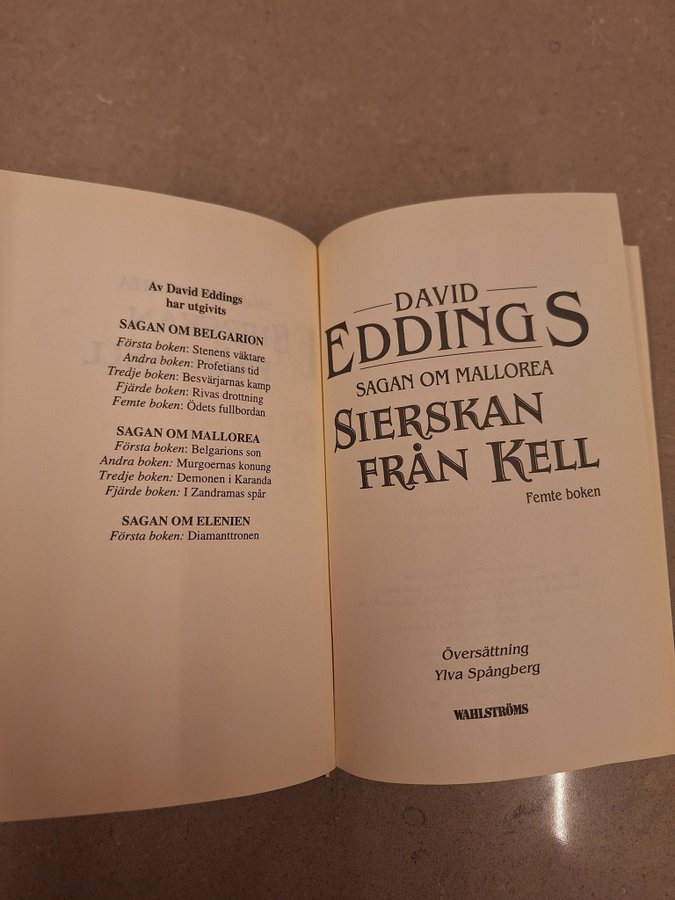 Av David Eddings
har utgivits
SAGAN OM BELGARION
Första boken: Stenens väktare
Andra boken: Profetians tid
Tredje boken: Besvärjarnas kamp
Fjärde boken: Rivas drottning
Femte boken: Ödets fullbordan
SAGAN OM MALLOREA
Första boken: Belgarions son
Andra boken: Murgoernas konung
Tredje boken: Demonen i Karanda
Fjärde boken: I Zandramas spår
SAGAN OM ELENIEN
Första boken: Diamanttronen
DAVID
EDDINGS
SAGAN OM MALLOREA
SIERSKAN
FRÅN KELL
Femte boken
Översättning
Ylva Spångberg
WAHLSTRÖMS